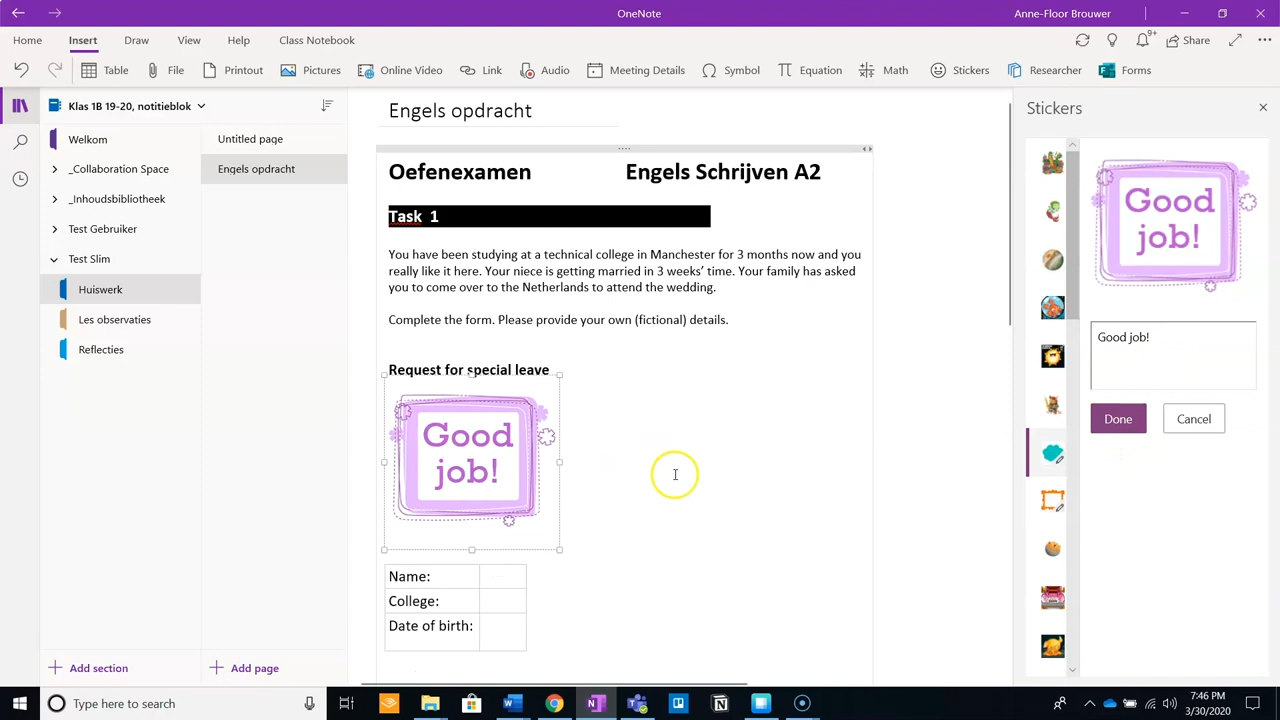 OneNote
Anne-Floor Brouwer
Home
Insert
Draw
View
Help
Class Notebook
9+
Share
Table
File
Printout
Pictures
Online Video
Link
Audio
Meeting Details
Symbol
Equation
Math
Stickers
Researcher
Forms
Klas 1B 19-20, notitieblok
Welkom
_Collaboration Space
_Inhoudsbibliotheek
Test Gebruiker
Test Slim
Huiswerk
Les observaties
Reflecties
Add section
Untitled page
Engels opdracht
Add page
Engels opdracht
Oefenexamen Engels Schrijven A2
Task 1
You have been studying at a technical college in Manchester for 3 months now and you
really like it here. Your niece is getting married in 3 weeks’ time. Your family has asked
you to come over to the Netherlands to attend the wedding.
Complete the form. Please provide your own (fictional) details.
Request for special leave
Good
job!
Name:
College:
Date of birth:
Stickers
Good
job!
Good job!
Done
Cancel
Type here to search
7:46 PM
3/30/2020